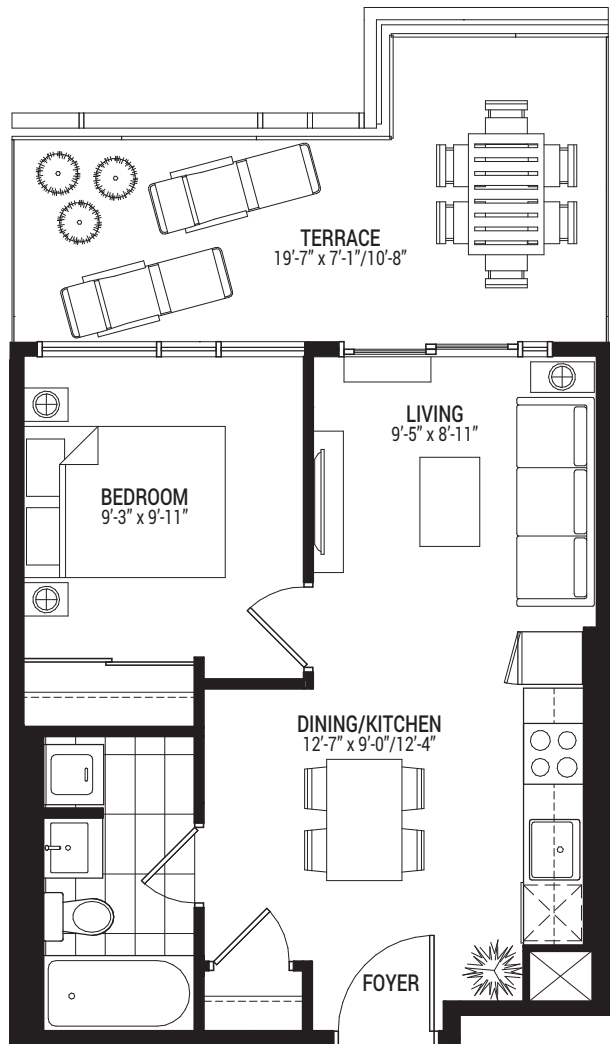 TERRACE
19'-7" x 7'-1"/10'-8"
LIVING
9'-5" x 8'-11"
BEDROOM
9'-3" x 9'-11"
DINING/KITCHEN
12'-7" x 9'-0"/12'-4"
FOYER